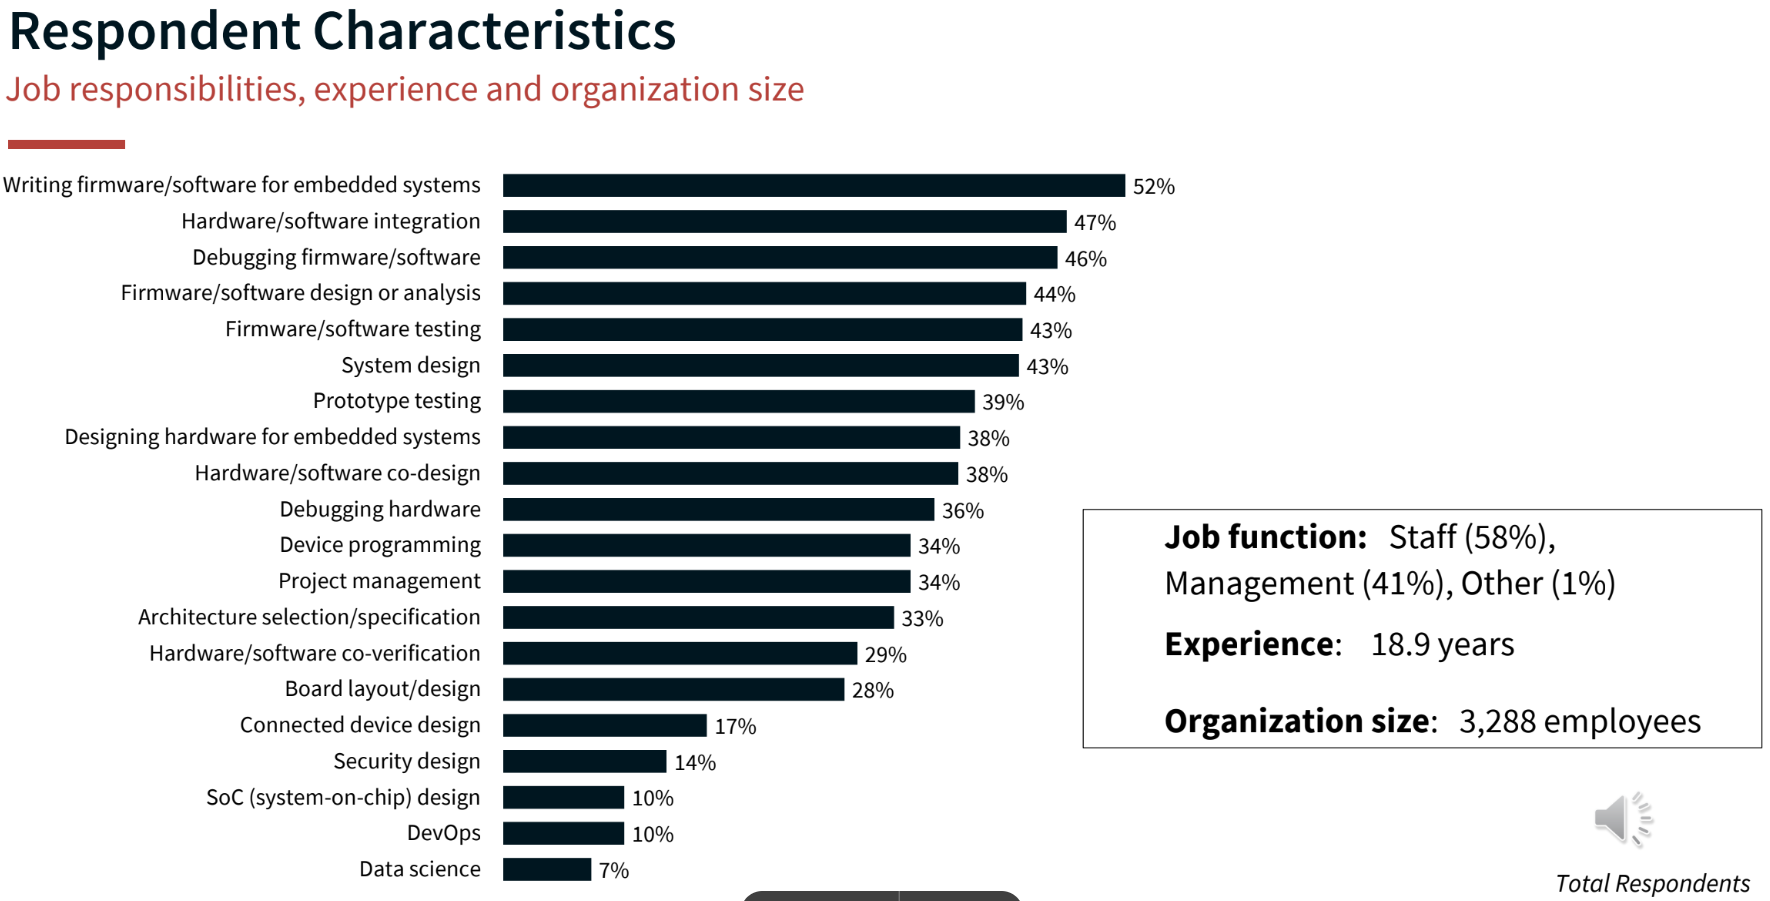 Respondent Characteristics
Job responsibilities, experience and organization size
Writing firmware/software for embedded systems 52%
Hardware/software integration 47%
Debugging firmware/software 46%
Firmware/software design or analysis 44%
Firmware/software testing 43%
System design 43%
Prototype testing 39%
Designing hardware for embedded systems 38%
Hardware/software co-design 38%
Debugging hardware 36%
Device programming 34%
Project management 34%
Architecture selection/specification 33%
Hardware/software co-verification 29%
Board layout/design 28%
Connected device design 17%
Security design 14%
SoC (system-on-chip) design 10%
DevOps 10%
Data science 7%
Job function: Staff (58%),
Management (41%), Other (1%)
Experience: 18.9 years
Organization size: 3,288 employees
Total Respondents